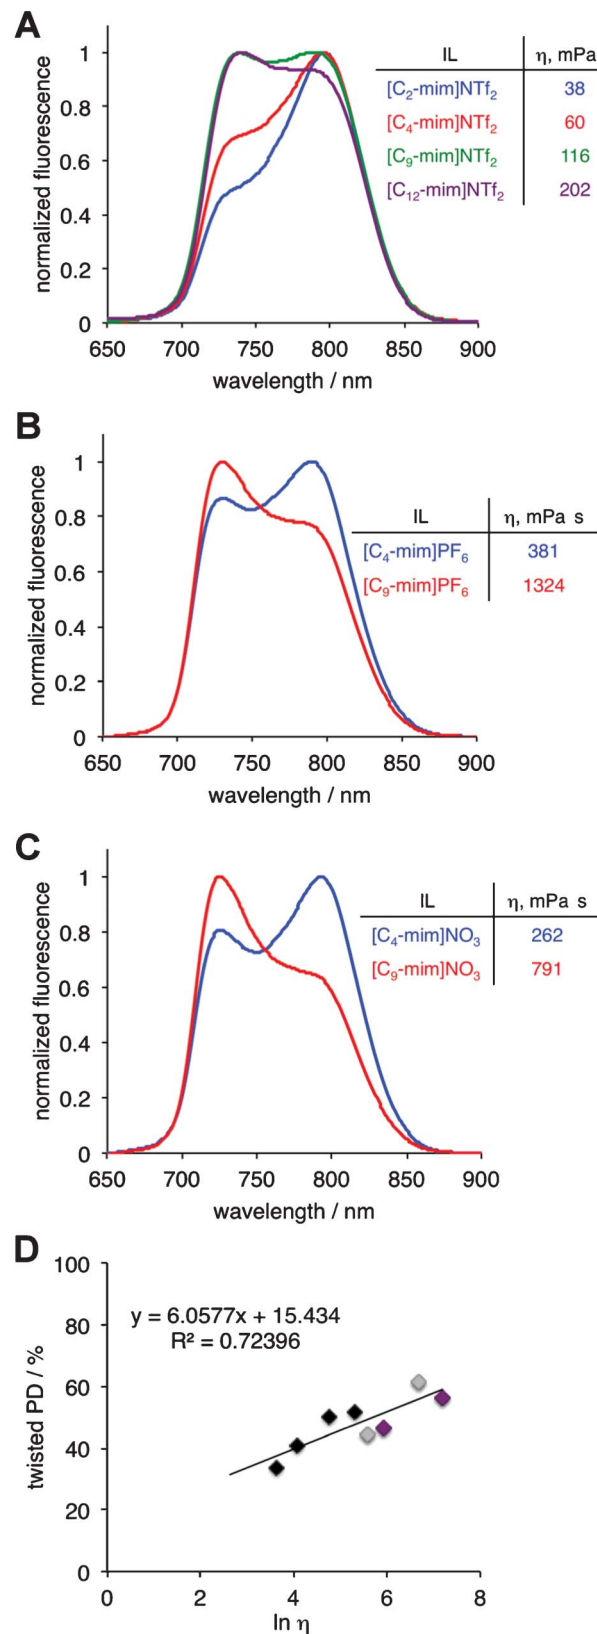 A
normalized fluorescence
1
0.8
0.6
0.4
0.2
0
650 700 750 800 850 900
wavelength / nm
IL η, mPa
[C2-mim]NTf2 38
[C4-mim]NTf2 60
[C9-mim]NTf2 116
[C12-mim]NTf2 202
B
normalized fluorescence
1
0.8
0.6
0.4
0.2
0
650 700 750 800 850 900
wavelength / nm
IL η, mPa s
[C4-mim]PF6 381
[C9-mim]PF6 1324
C
normalized fluorescence
1
0.8
0.6
0.4
0.2
0
650 700 750 800 850 900
wavelength / nm
IL η, mPa s
[C4-mim]NO3 262
[C9-mim]NO3 791
D
twisted PD / %
100
80
60
40
20
0
0 2 4 6 8
ln η
y = 6.0577x + 15.434
R² = 0.72396